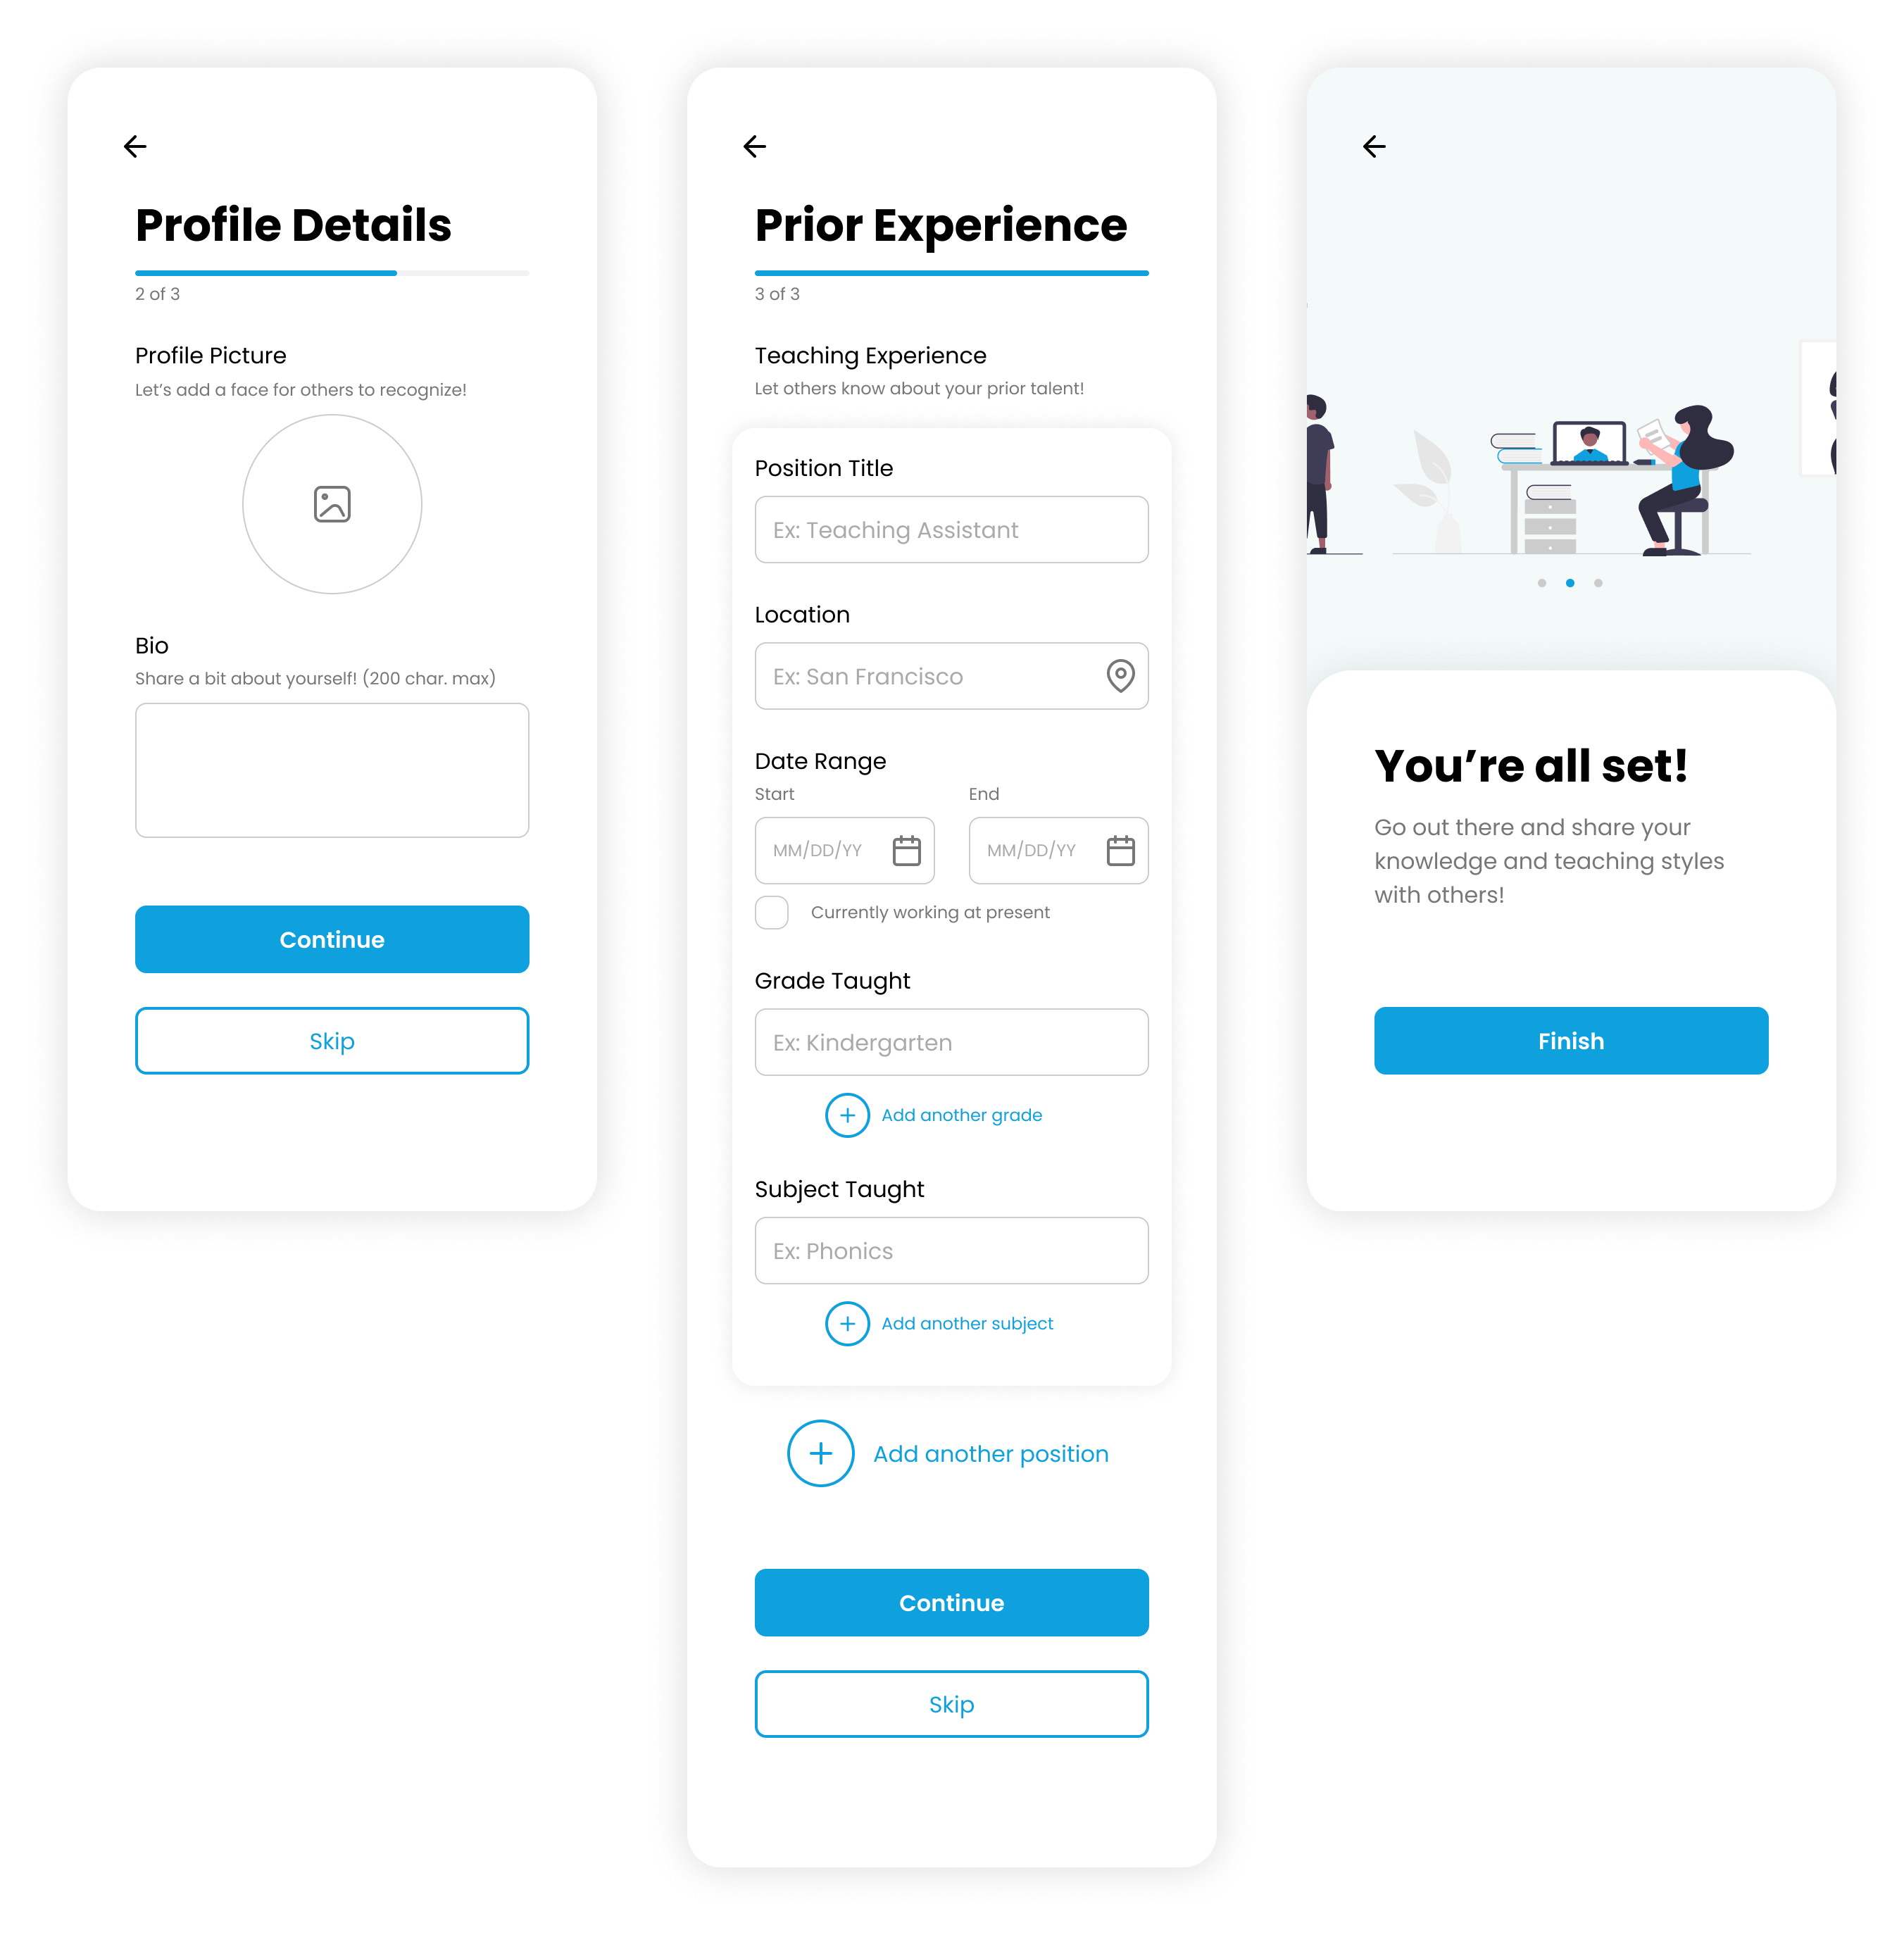 Profile Details
2 of 3
Profile Picture
Let’s add a face for others to recognize!
Bio
Share a bit about yourself! (200 char. max)
Continue
Skip
Prior Experience
3 of 3
Teaching Experience
Let others know about your prior talent!
Position Title
Ex: Teaching Assistant
Location
Ex: San Francisco
Date Range
Start
End
MM/DD/YY
MM/DD/YY
Currently working at present
Grade Taught
Ex: Kindergarten
Add another grade
Subject Taught
Ex: Phonics
Add another subject
Add another position
Continue
Skip
You’re all set!
Go out there and share your
knowledge and teaching styles
with others!
Finish